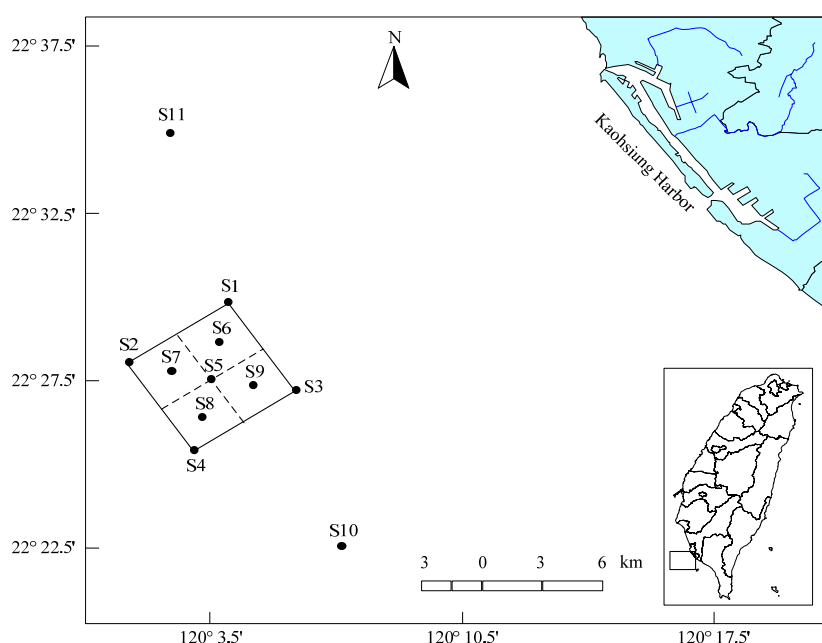 22° 37.5'
N
S11
Kaohsiung Harbor
22° 32.5'
S1
S6
S2
S7
S5
22° 27.5'
S9
S3
S8
S4
S10
22° 22.5'
3 0 3 6 km
120° 3.5' 120° 10.5' 120° 17.5'